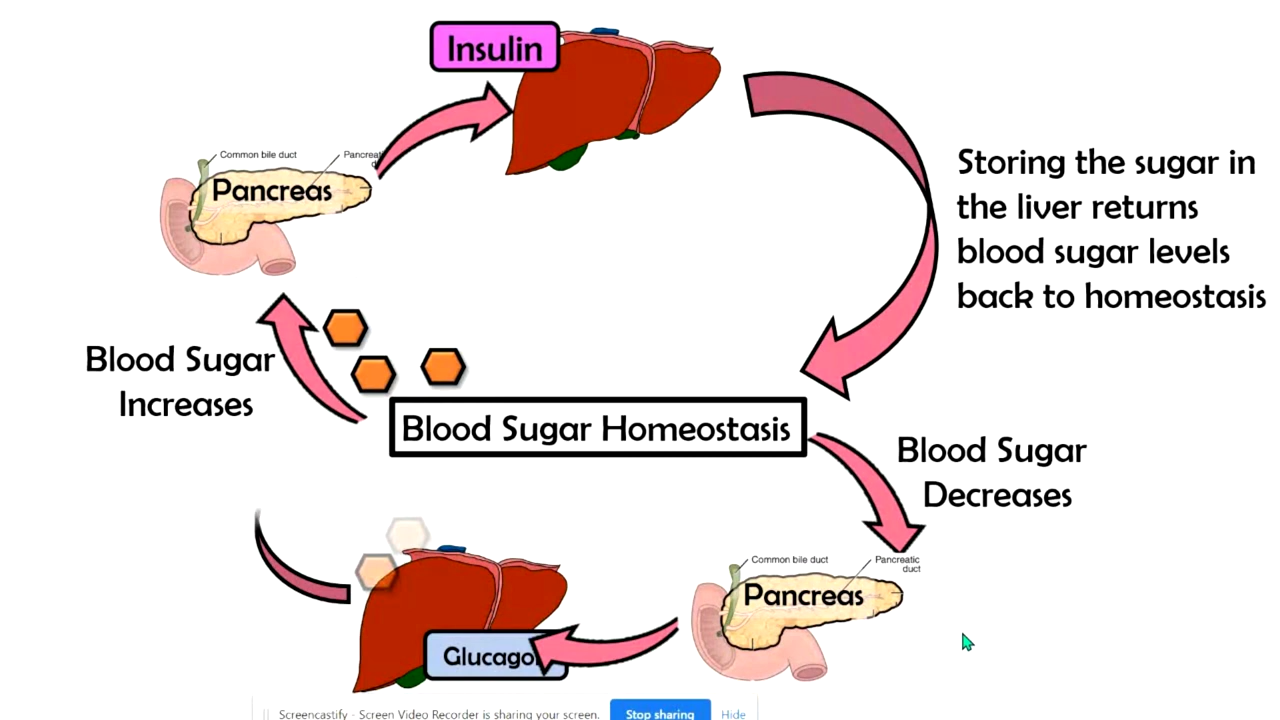 Insulin
Common bile duct
Pancreatic
Pancreas
Storing the sugar in
the liver returns
blood sugar levels
back to homeostasis
Blood Sugar
Increases
Blood Sugar Homeostasis
Blood Sugar
Decreases
Common bile duct
Pancreatic
duct
Pancreas
Glucagon
Screencastify - Screen Video Recorder is sharing your screen.
Stop sharing
Hide